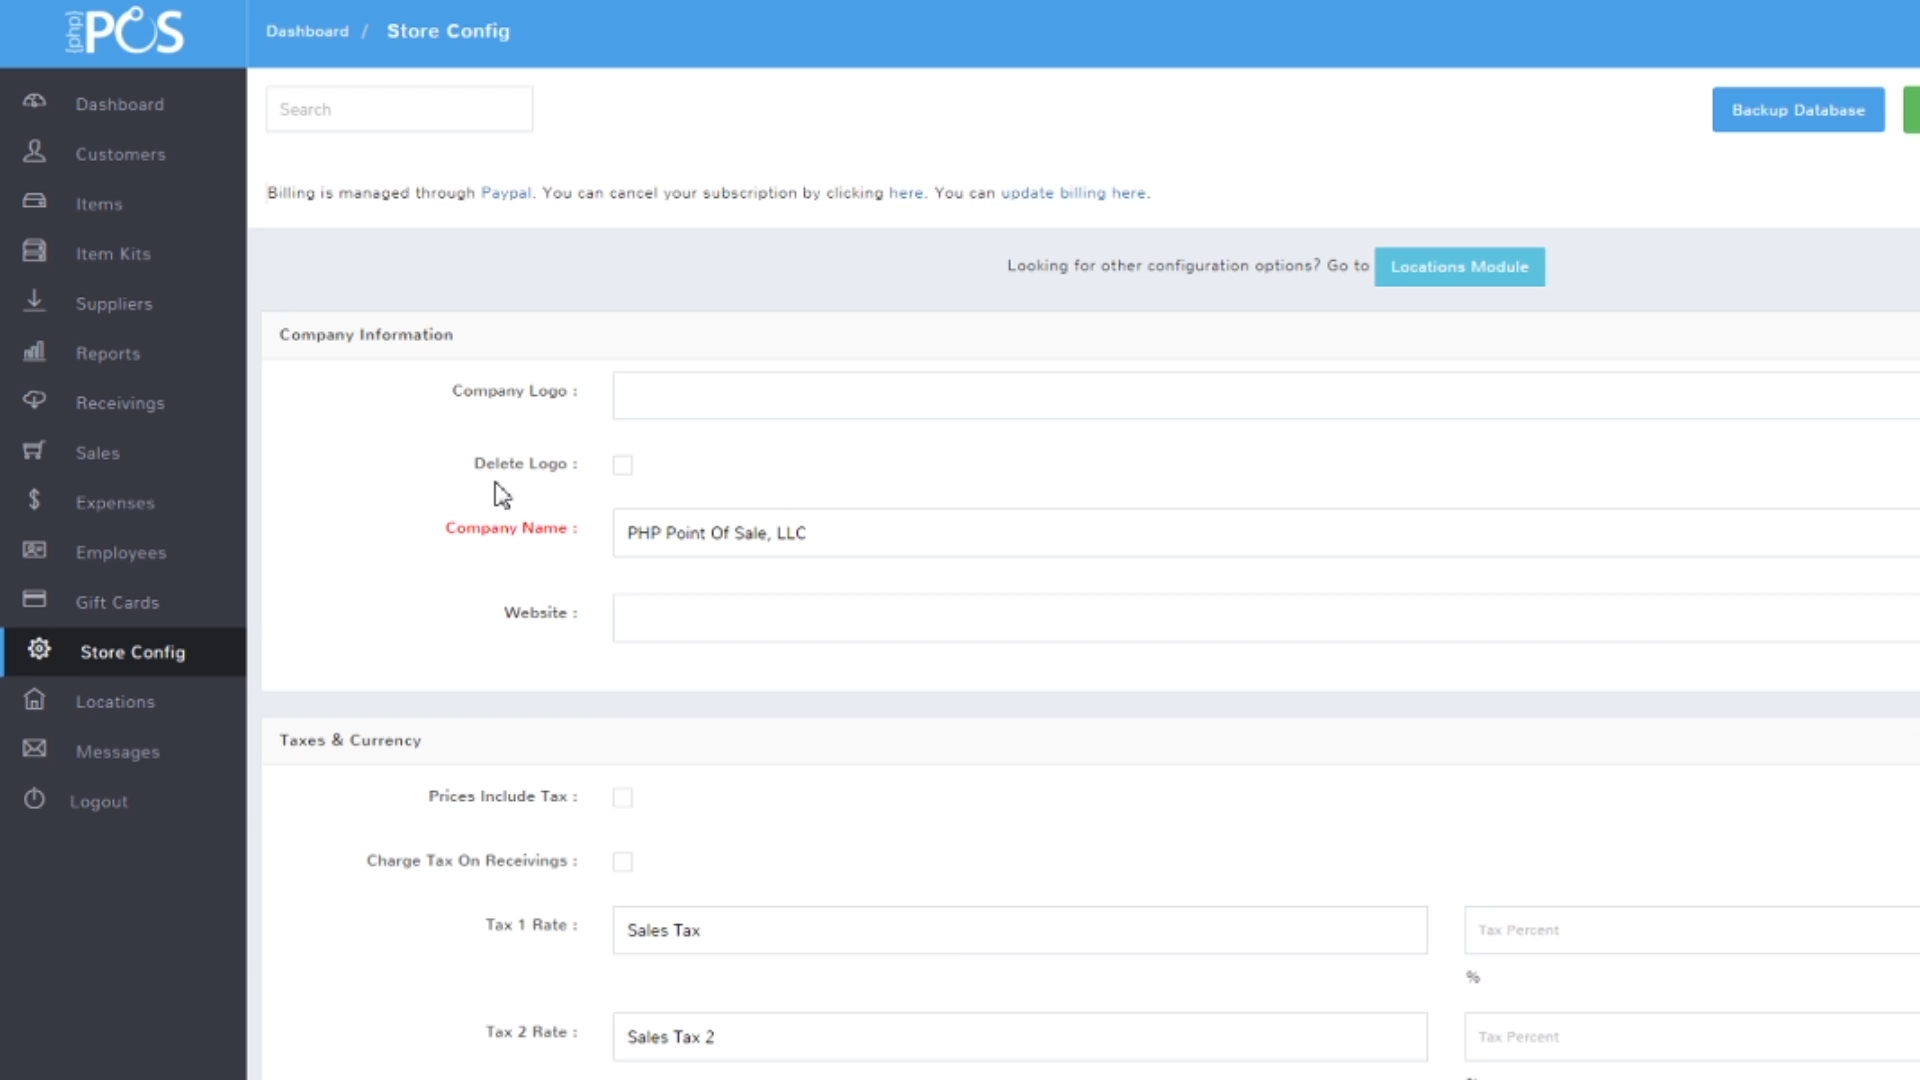 {php}
POS
Dashboard / Store Config
Dashboard
Customers
Items
Item Kits
Suppliers
Reports
Receivings
Sales
Expenses
Employees
Gift Cards
Store Config
Locations
Messages
Logout
Search
Backup Database
Billing is managed through Paypal. You can cancel your subscription by clicking here. You can update billing here.
Looking for other configuration options? Go to Locations Module
Company Information
Company Logo :
Delete Logo :
Company Name : PHP Point Of Sale, LLC
Website :
Taxes & Currency
Prices Include Tax :
Charge Tax On Receivings :
Tax 1 Rate : Sales Tax Tax Percent
%
Tax 2 Rate : Sales Tax 2 Tax Percent